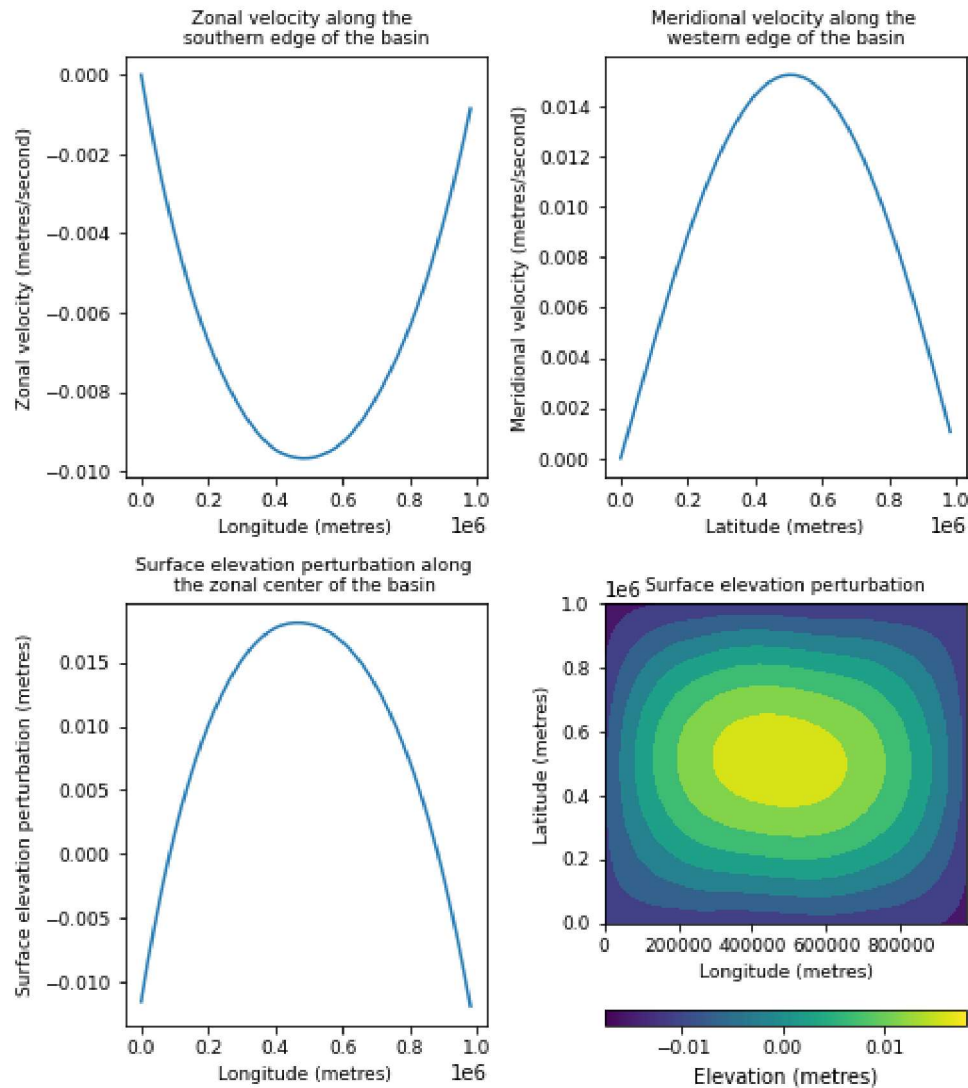 Zonal velocity along the
southern edge of the basin
Zonal velocity (metres/second)
0.000
−0.002
−0.004
−0.006
−0.008
−0.010
0.0 0.2 0.4 0.6 0.8 1.0
1e6
Longitude (metres)
Meridional velocity along the
western edge of the basin
Meridional velocity (metres/second)
0.014
0.012
0.010
0.008
0.006
0.004
0.002
0.000
0.0 0.2 0.4 0.6 0.8 1.0
1e6
Latitude (metres)
Surface elevation perturbation along
the zonal center of the basin
Surface elevation perturbation (metres)
0.015
0.010
0.005
0.000
−0.005
−0.010
0.0 0.2 0.4 0.6 0.8 1.0
1e6
Longitude (metres)
1e6
Surface elevation perturbation
Latitude (metres)
1.0
0.8
0.6
0.4
0.2
0.0
0 200000 400000 600000 800000
Longitude (metres)
−0.01 0.00 0.01
Elevation (metres)